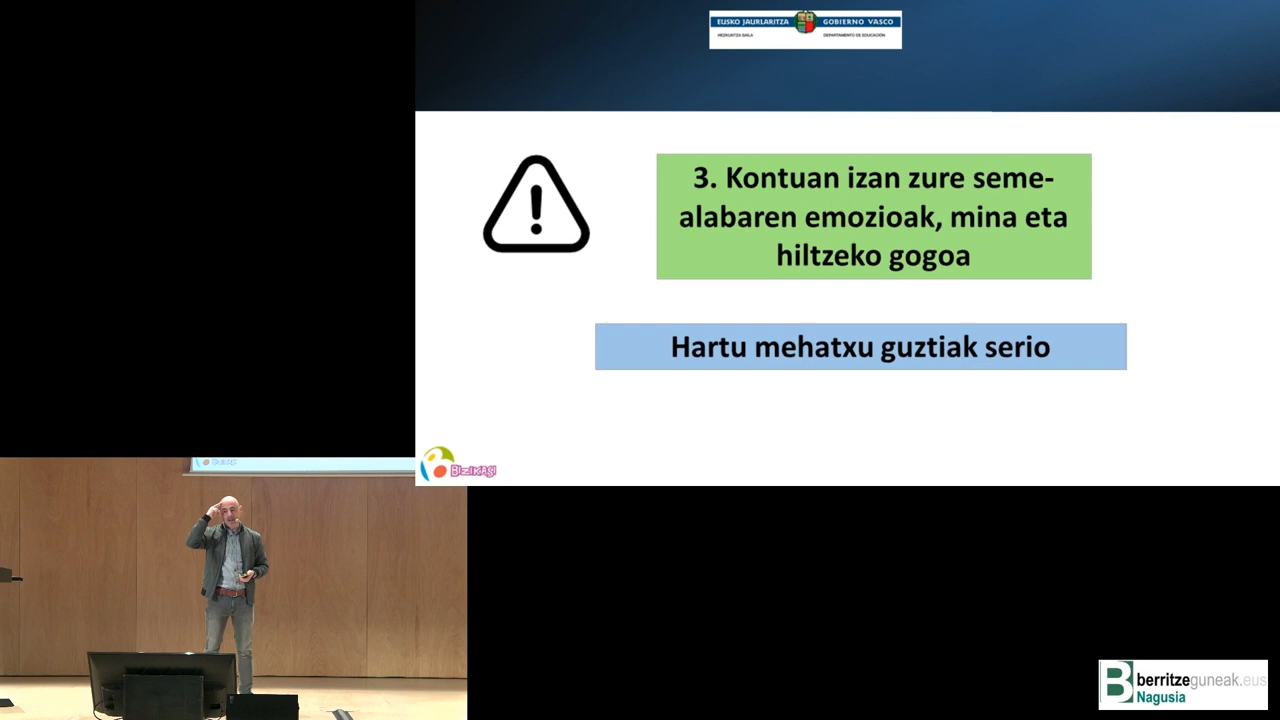 EUSKO JAURLARITZA
GOBIERNO VASCO
HEZKUNTZA SAILA
DEPARTAMENTO DE EDUCACIÓN
3. Kontuan izan zure seme-
alabaren emozioak, mina eta
hiltzeko gogoa
Hartu mehatxu guztiak serio
BIZIKASI
berritzeguneak.eus
Nagusia